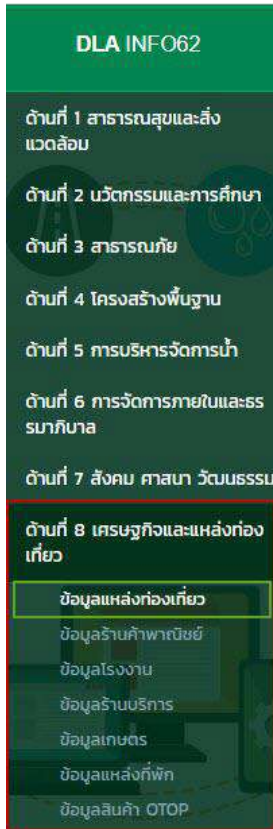 DLA INFO62
ด้านที่ 1 สาธารณสุขและสิ่ง
แวดล้อม
ด้านที่ 2 นวัตกรรมและการศึกษา
ด้านที่ 3 สาธารณภัย
ด้านที่ 4 โครงสร้างพื้นฐาน
ด้านที่ 5 การบริหารจัดการน้ำ
ด้านที่ 6 การจัดการภายในและธร
รมาภิบาล
ด้านที่ 7 สังคม ศาสนา วัฒนธรรม
ด้านที่ 8 เศรษฐกิจและแหล่งท่อง
เที่ยว
ข้อมูลแหล่งท่องเที่ยว
ข้อมูลร้านค้าพาณิชย์
ข้อมูลโรงงาน
ข้อมูลร้านบริการ
ข้อมูลเกษตร
ข้อมูลแหล่งที่พัก
ข้อมูลสินค้า OTOP